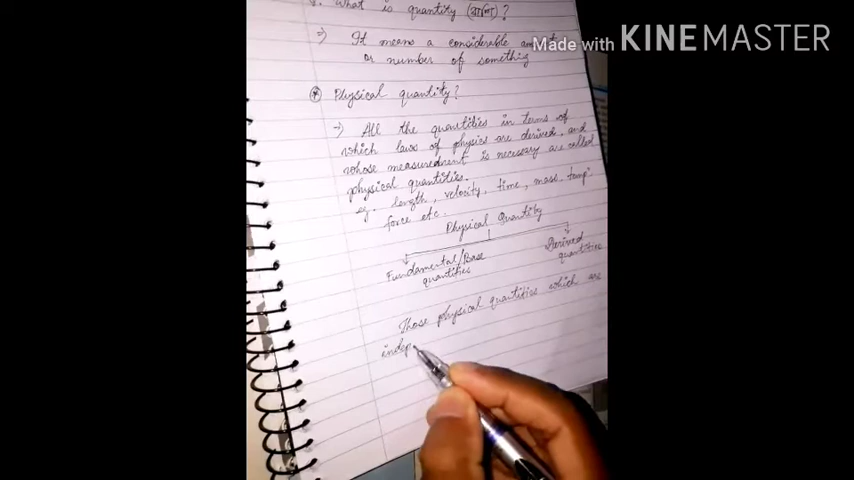 What is quantity (রাশি)?
Made with KINEMASTER
⇒ It means a considerable amount
or number of something
* Physical quantity?
→ All the quantities in terms of
which laws of physics are derived, and
whose measurement is necessary are called
physical quantities.
eg. length, velocity, time, mass, temp
force etc.
Physical Quantity
Fundamental/Base
quantities
Derived
quantities
Those physical quantities which are
indep